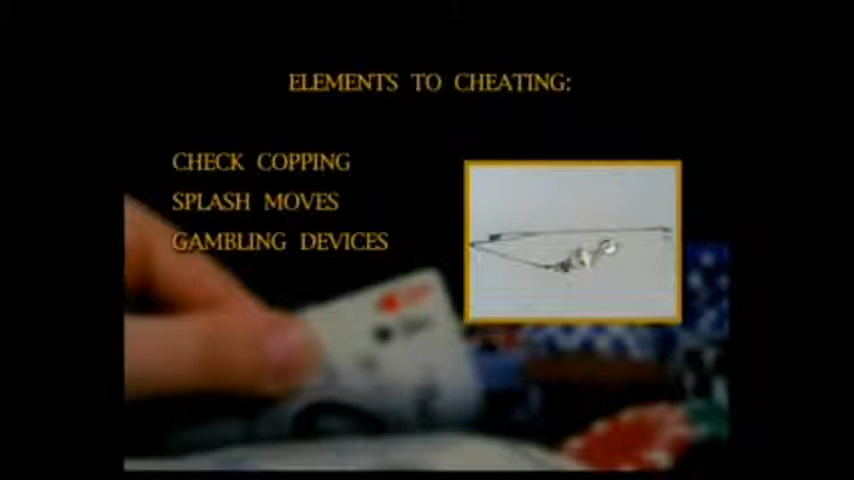 ELEMENTS TO CHEATING:
CHECK COPPING
SPLASH MOVES
GAMBLING DEVICES